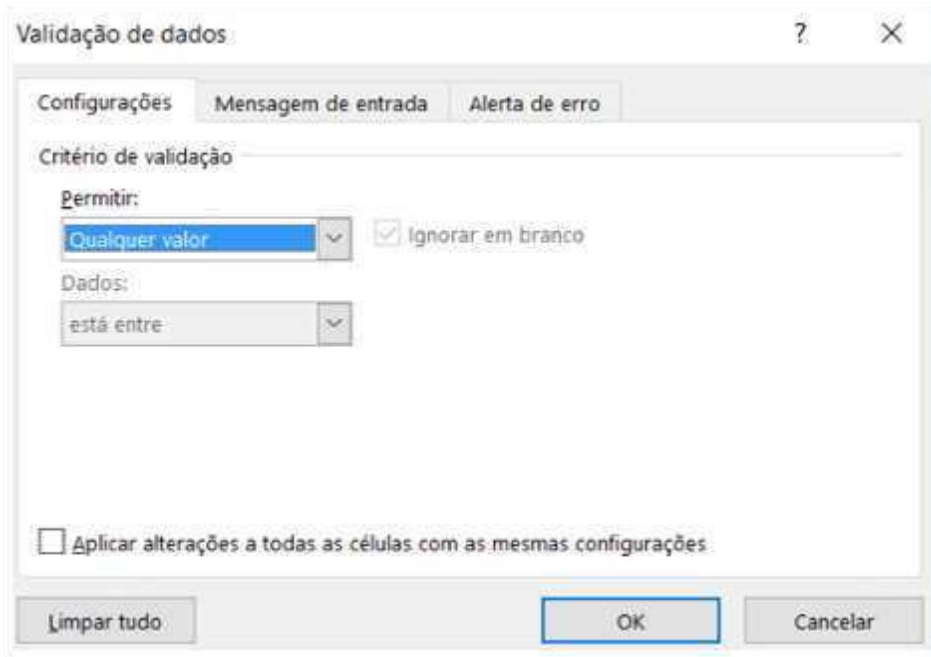 Validação de dados ?
Configurações Mensagem de entrada Alerta de erro
Critério de validação
Permitir:
Qualquer valor Ignorar em branco
Dados:
está entre
Aplicar alterações a todas as células com as mesmas configurações
Limpar tudo OK Cancelar